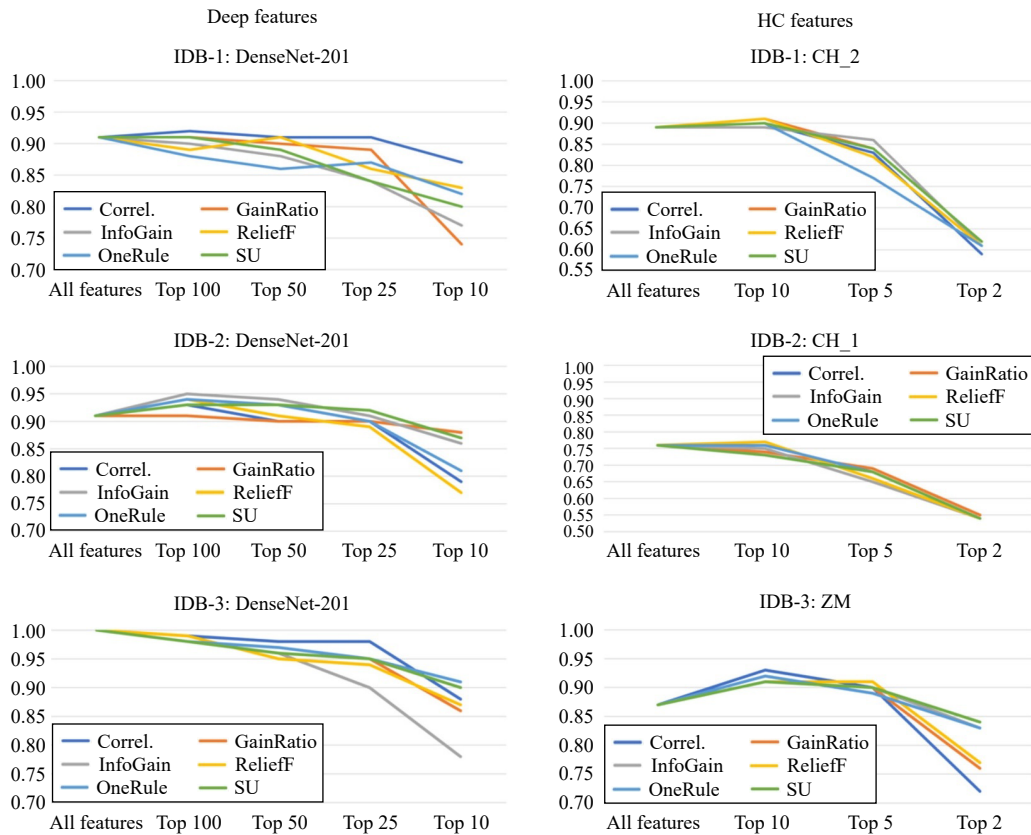 Deep features
IDB-1: DenseNet-201
1.00
0.95
0.90
0.85
0.80
0.75
0.70
Correl. GainRatio
InfoGain ReliefF
OneRule SU
All features Top 100 Top 50 Top 25 Top 10
IDB-2: DenseNet-201
1.00
0.95
0.90
0.85
0.80
0.75
0.70
Correl. GainRatio
InfoGain ReliefF
OneRule SU
All features Top 100 Top 50 Top 25 Top 10
IDB-3: DenseNet-201
1.00
0.95
0.90
0.85
0.80
0.75
0.70
Correl. GainRatio
InfoGain ReliefF
OneRule SU
All features Top 100 Top 50 Top 25 Top 10
HC features
IDB-1: CH_2
1.00
0.95
0.90
0.85
0.80
0.75
0.70
0.65
0.60
0.55
Correl. GainRatio
InfoGain ReliefF
OneRule SU
All features Top 10 Top 5 Top 2
IDB-2: CH_1
1.00
0.95
0.90
0.85
0.80
0.75
0.70
0.65
0.60
0.55
0.50
Correl. GainRatio
InfoGain ReliefF
OneRule SU
All features Top 10 Top 5 Top 2
IDB-3: ZM
1.00
0.95
0.90
0.85
0.80
0.75
0.70
Correl. GainRatio
InfoGain ReliefF
OneRule SU
All features Top 10 Top 5 Top 2